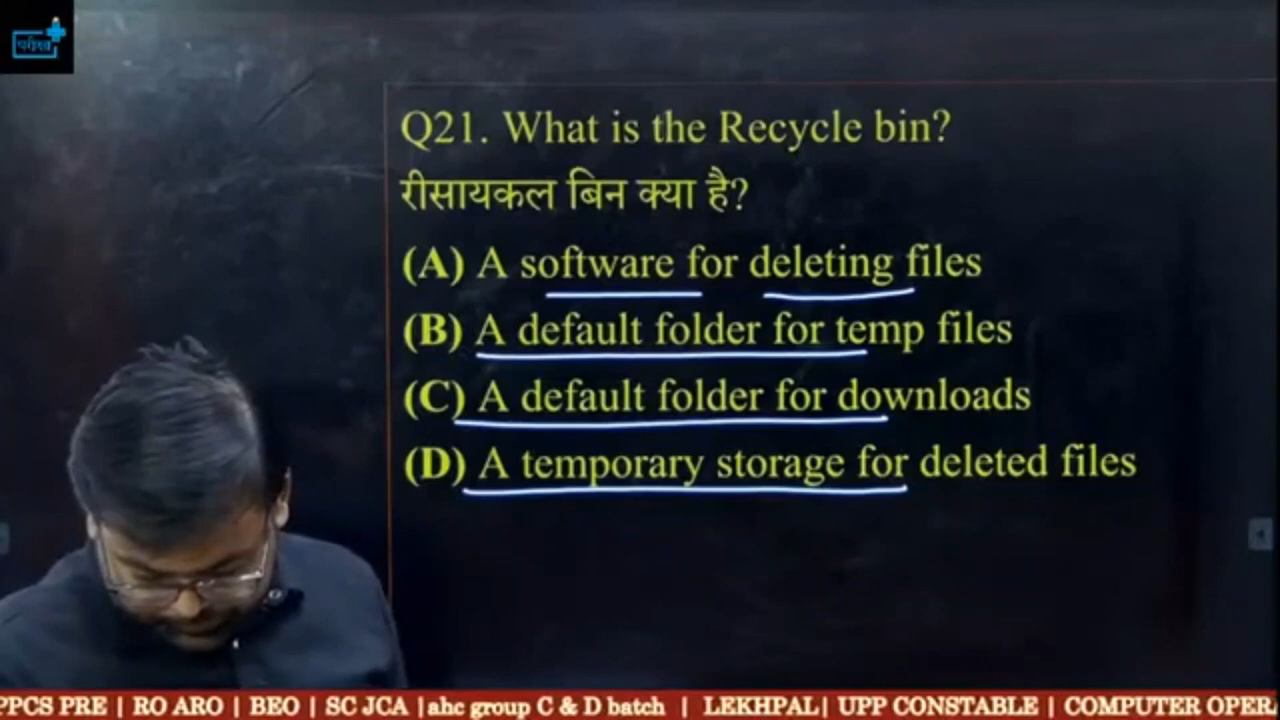 परीक्षा
Q21. What is the Recycle bin?
रीसायकल बिन क्या है?
(A) A software for deleting files
(B) A default folder for temp files
(C) A default folder for downloads
(D) A temporary storage for deleted files
PPCS PRE | RO ARO | BEO | SC JCA |ahc group C & D batch | LEKHPAL| UPP CONSTABLE | COMPUTER OPERA